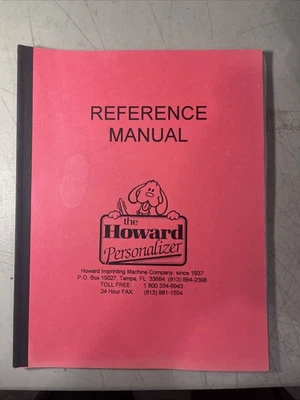 REFERENCE
MANUAL
the
Howard
Personalizer
Howard Imprinting Machine Company, since 1937
P.O. Box 15027, Tampa, FL 33684 (813) 884-2398
TOLL FREE 1 800 334-6943
24 Hour FAX (813) 881-1554